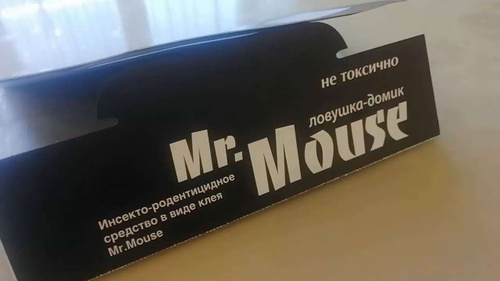 не токсично
ловушка-домик
Mr. Mouse
Инсекто-родентицидное
средство в виде клея
Mr.Mouse